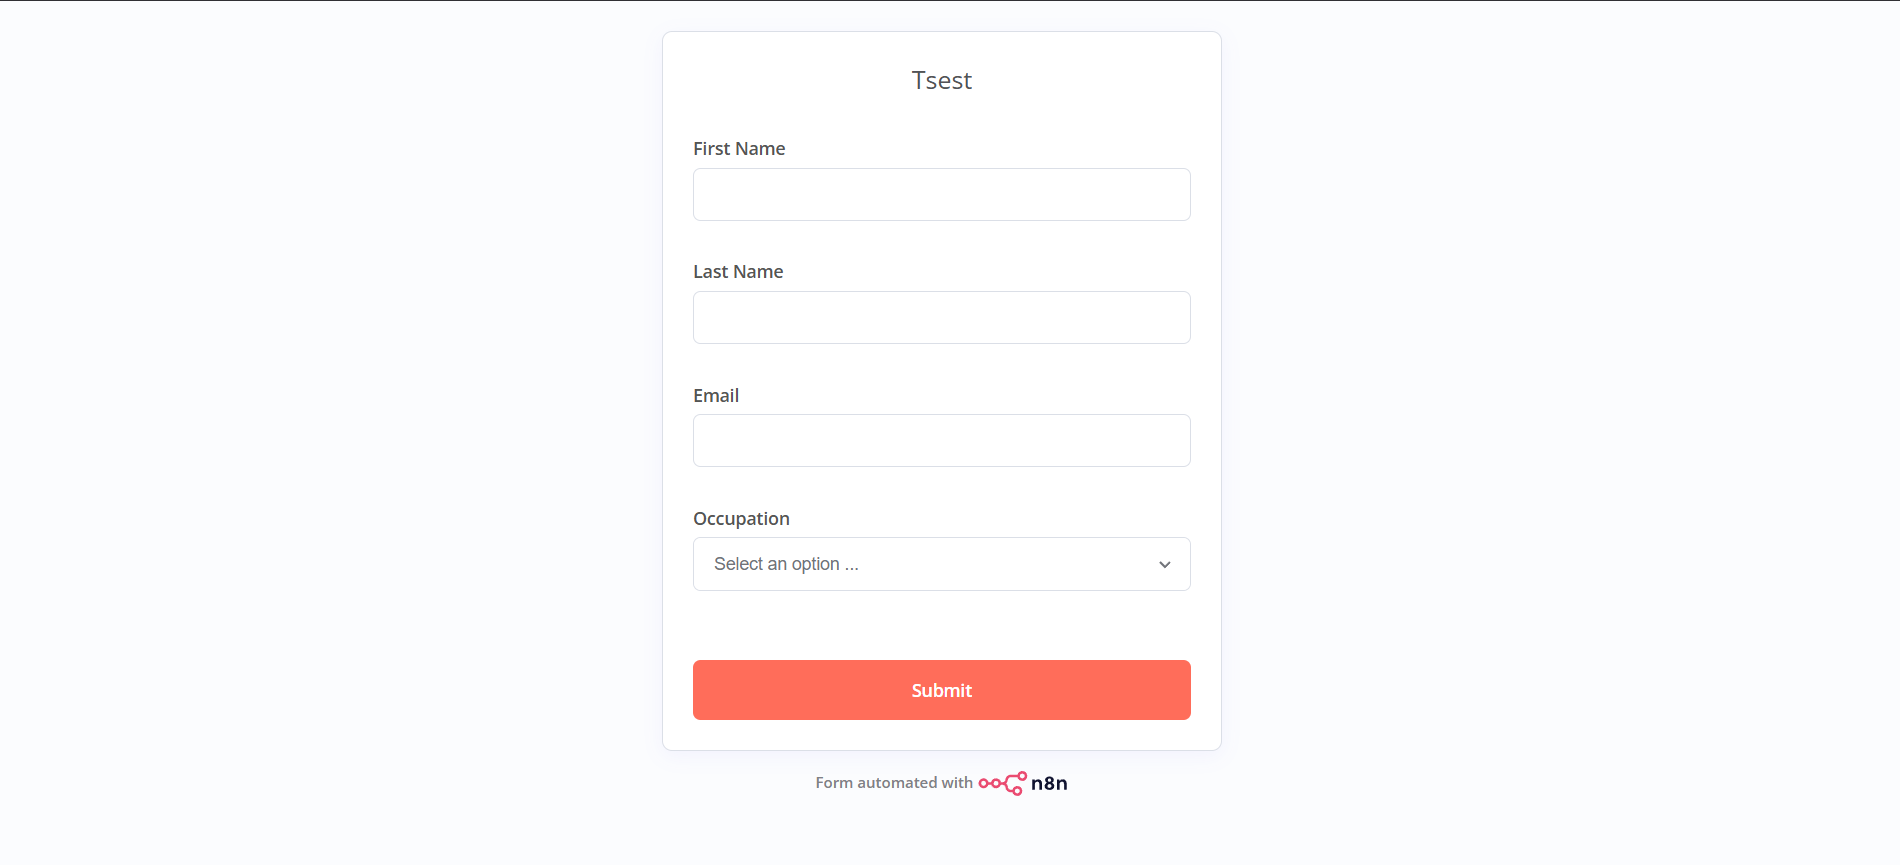 Tsest
First Name
Last Name
Email
Occupation
Select an option ...
Submit
Form automated with n8n